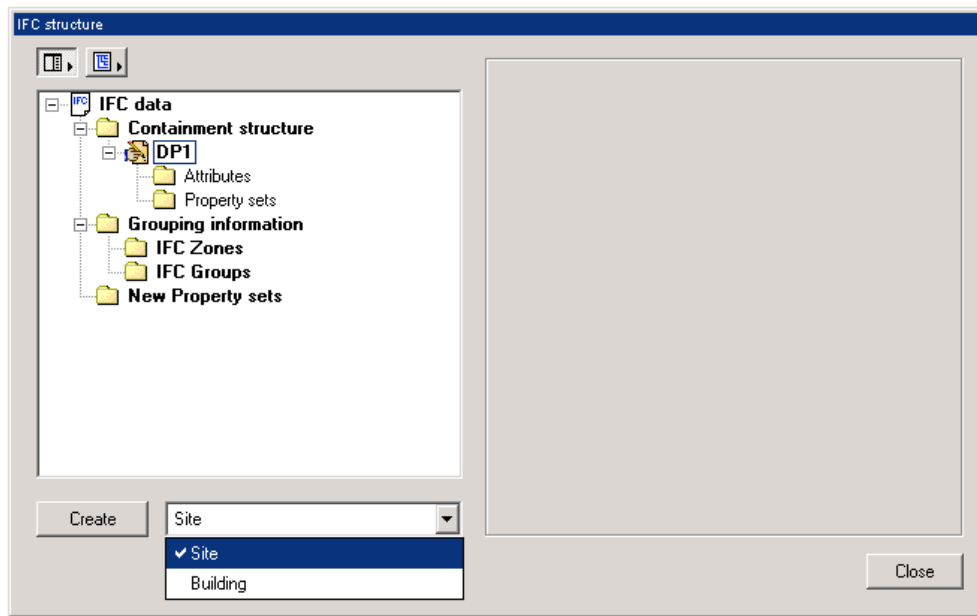 IFC structure
IFC
IFC data
Containment structure
DP1
Attributes
Property sets
Grouping information
IFC Zones
IFC Groups
New Property sets
Create
Site
Site
Building
Close